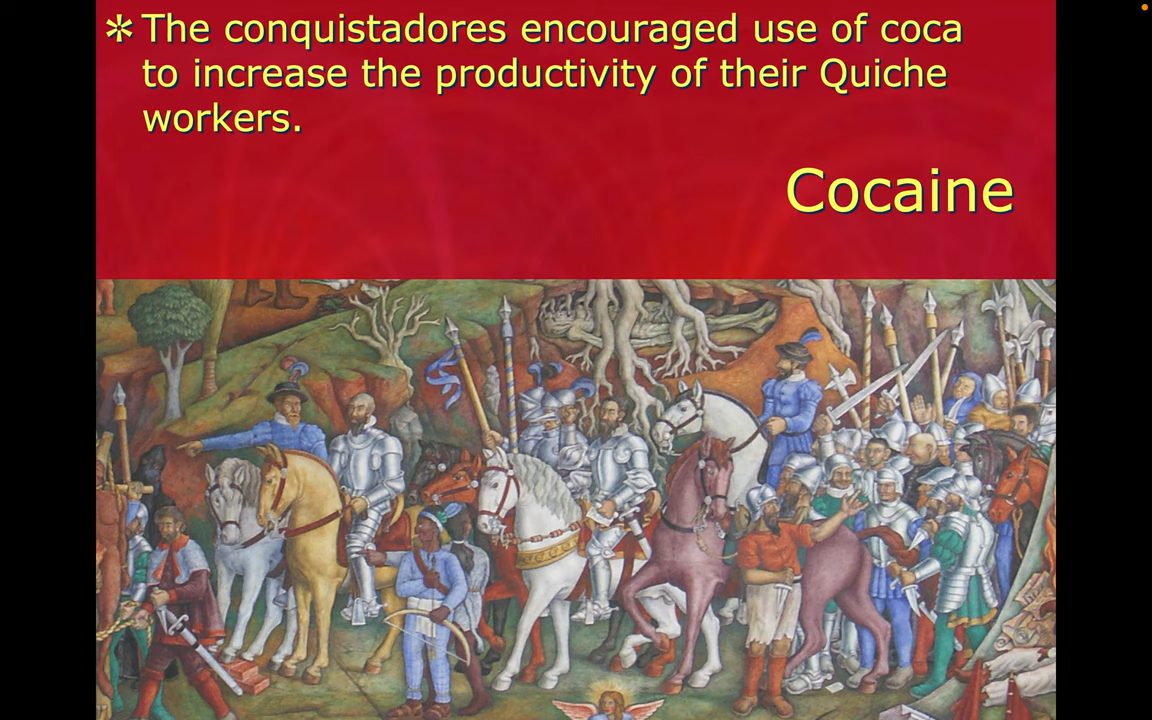 ✲ The conquistadores encouraged use of coca
to increase the productivity of their Quiche
workers.
Cocaine